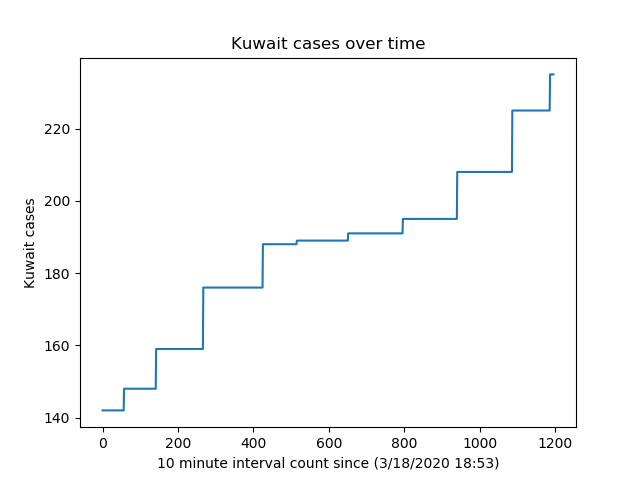 Kuwait cases over time
220
200
180
160
140
Kuwait cases
0 200 400 600 800 1000 1200
10 minute interval count since (3/18/2020 18:53)